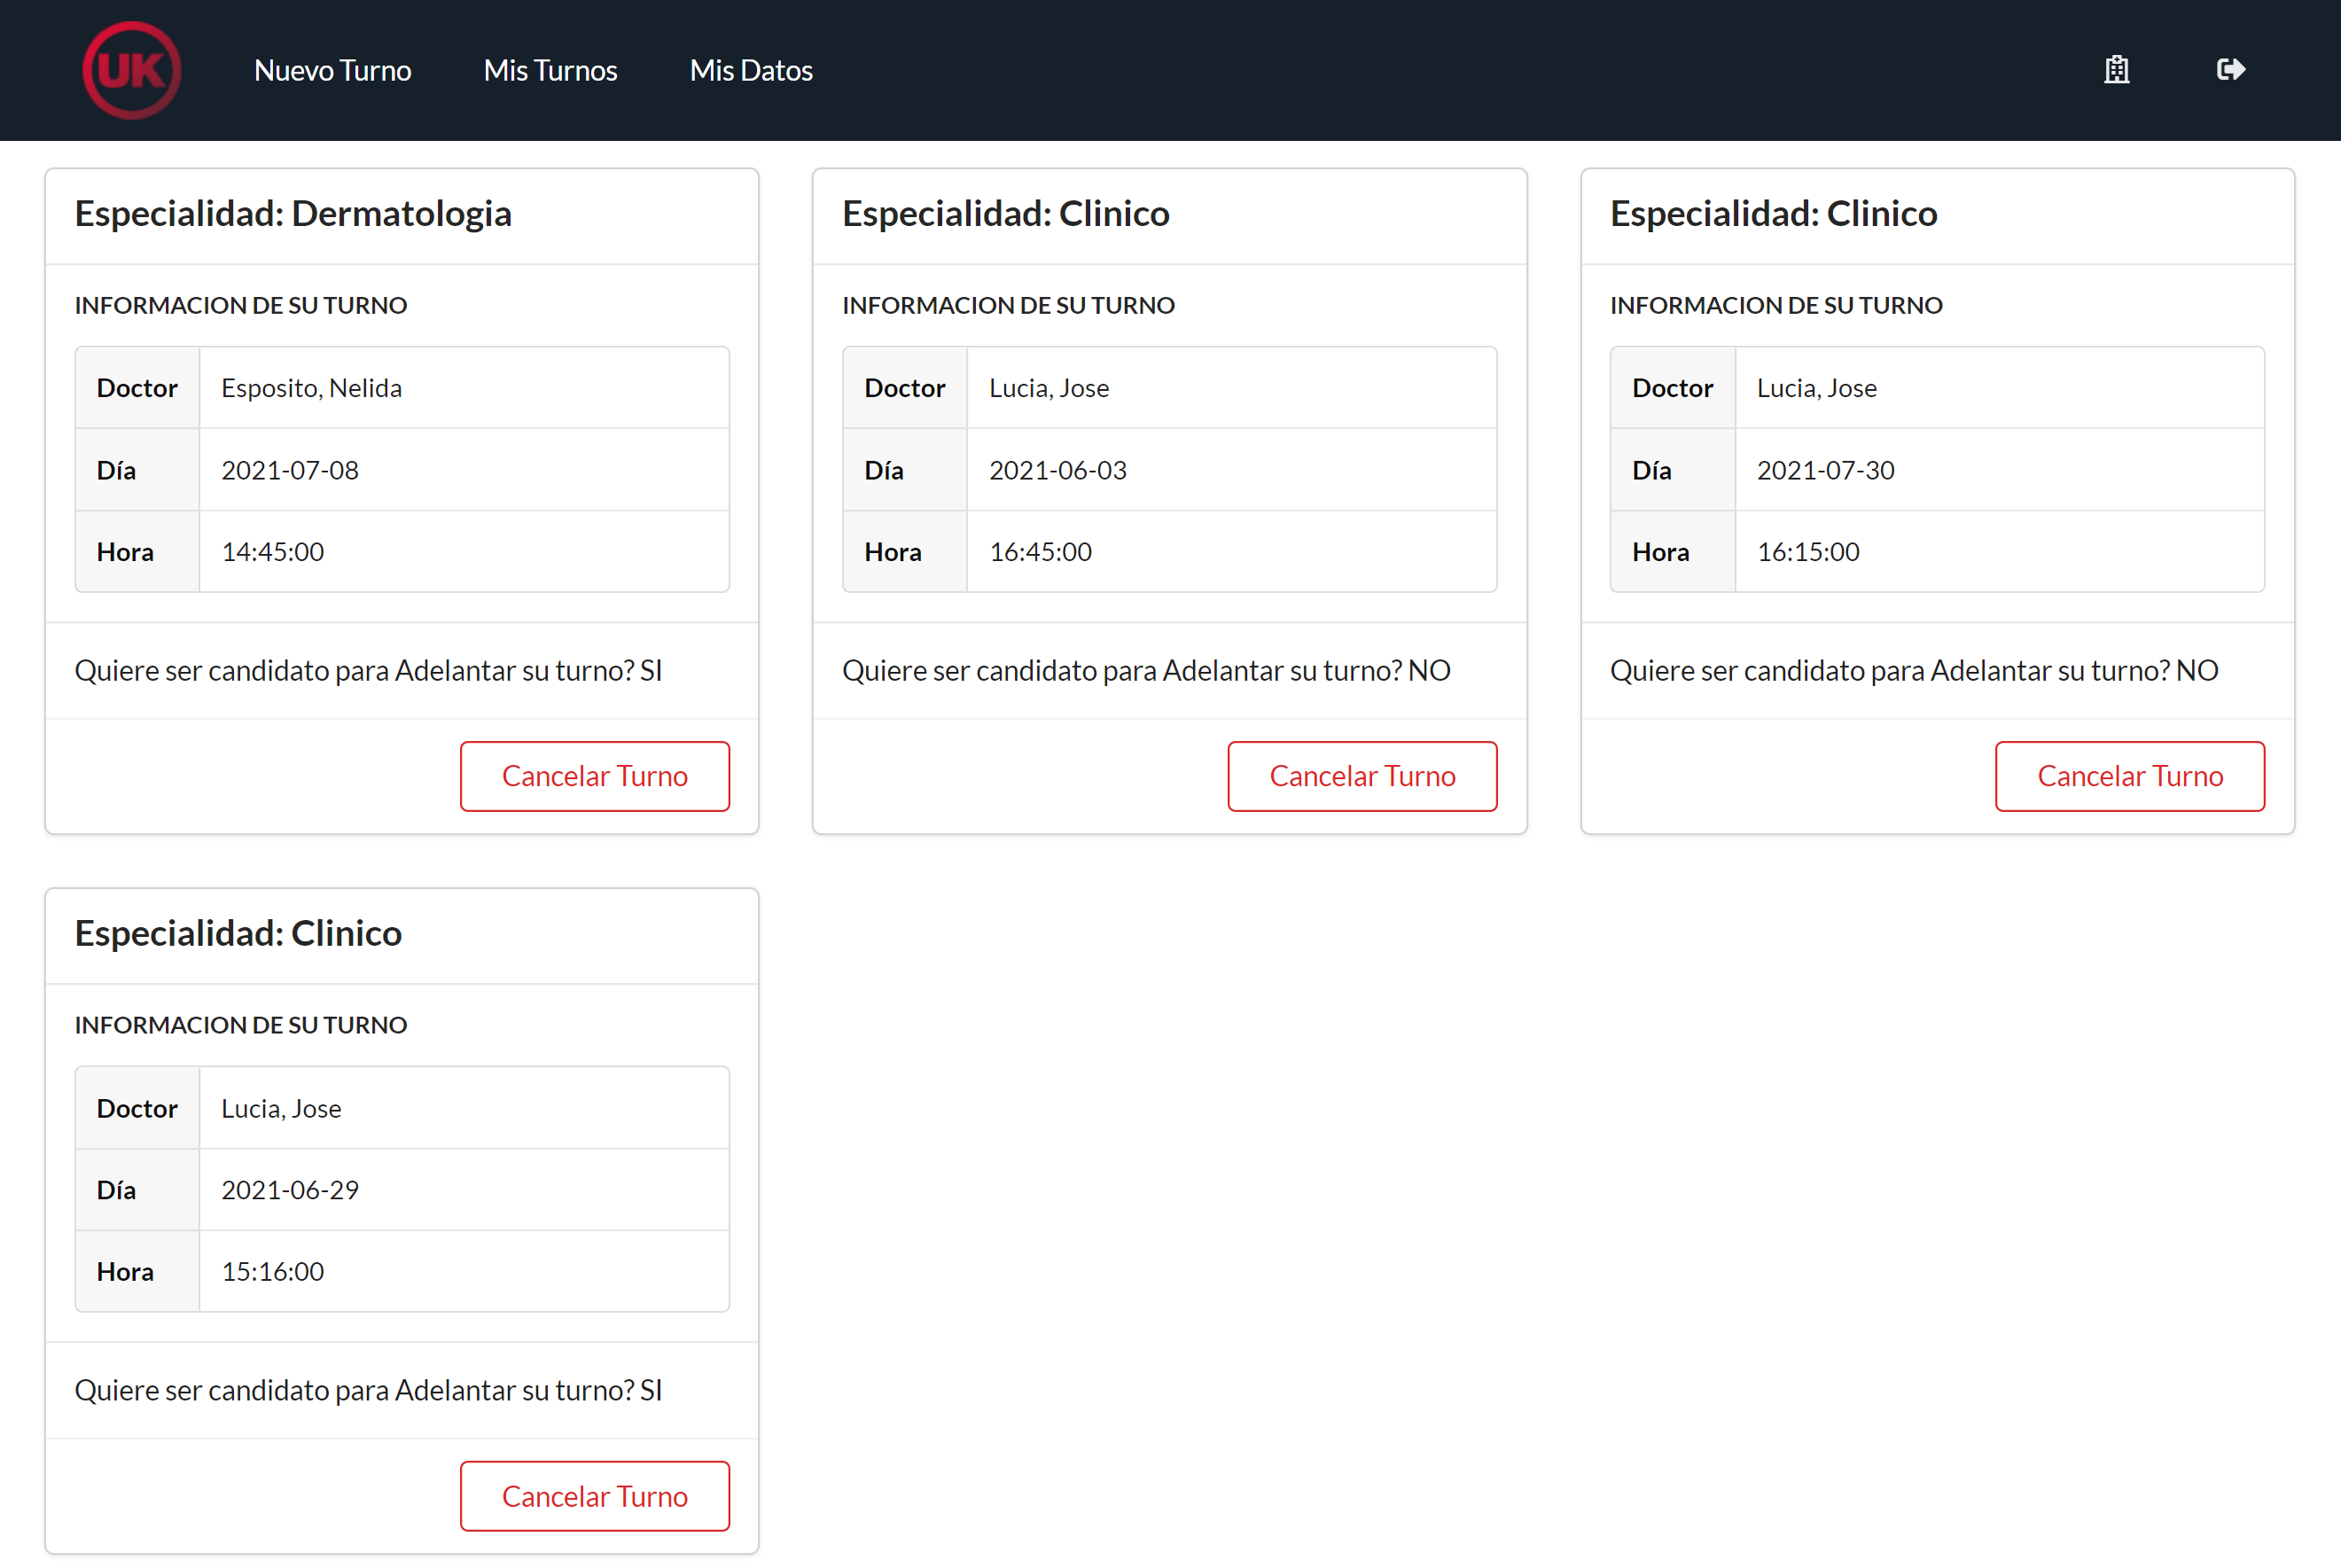 UK
Nuevo Turno Mis Turnos Mis Datos
Especialidad: Dermatologia
INFORMACION DE SU TURNO
Doctor Esposito, Nelida
Día 2021-07-08
Hora 14:45:00
Quiere ser candidato para Adelantar su turno? SI
Cancelar Turno
Especialidad: Clinico
INFORMACION DE SU TURNO
Doctor Lucia, Jose
Día 2021-06-03
Hora 16:45:00
Quiere ser candidato para Adelantar su turno? NO
Cancelar Turno
Especialidad: Clinico
INFORMACION DE SU TURNO
Doctor Lucia, Jose
Día 2021-07-30
Hora 16:15:00
Quiere ser candidato para Adelantar su turno? NO
Cancelar Turno
Especialidad: Clinico
INFORMACION DE SU TURNO
Doctor Lucia, Jose
Día 2021-06-29
Hora 15:16:00
Quiere ser candidato para Adelantar su turno? SI
Cancelar Turno